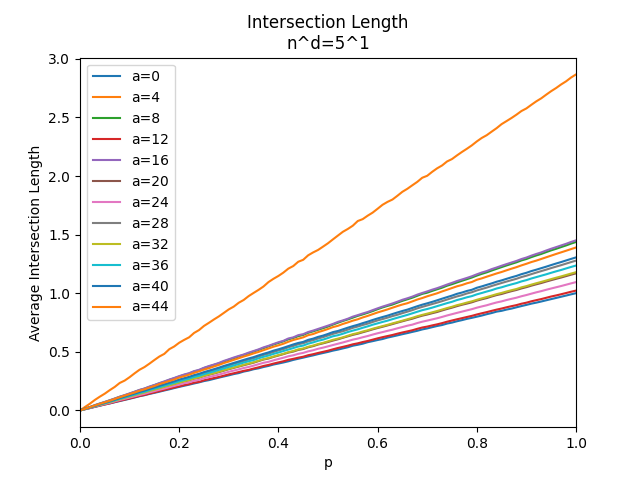 Intersection Length
n^d=5^1
Average Intersection Length
3.0
2.5
2.0
1.5
1.0
0.5
0.0
a=0
a=4
a=8
a=12
a=16
a=20
a=24
a=28
a=32
a=36
a=40
a=44
0.0
0.2
0.4
0.6
0.8
1.0
p